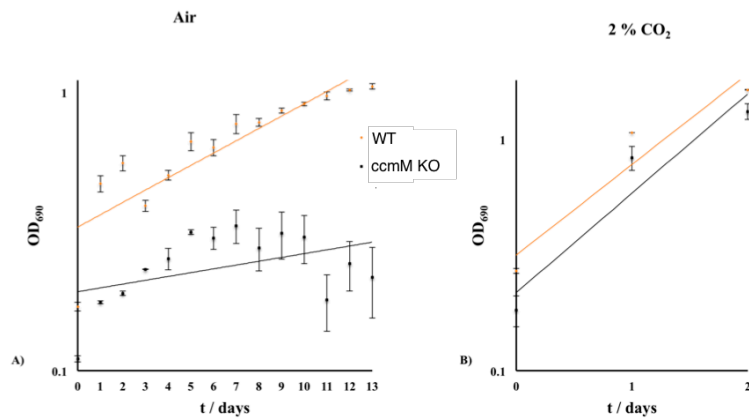 Air
2 % CO₂
1
WT
ccmM KO
OD₆₉₀
0.1
A)
0 1 2 3 4 5 6 7 8 9 10 11 12 13
t / days
1
OD₆₉₀
0.1
B)
0 1 2
t / days